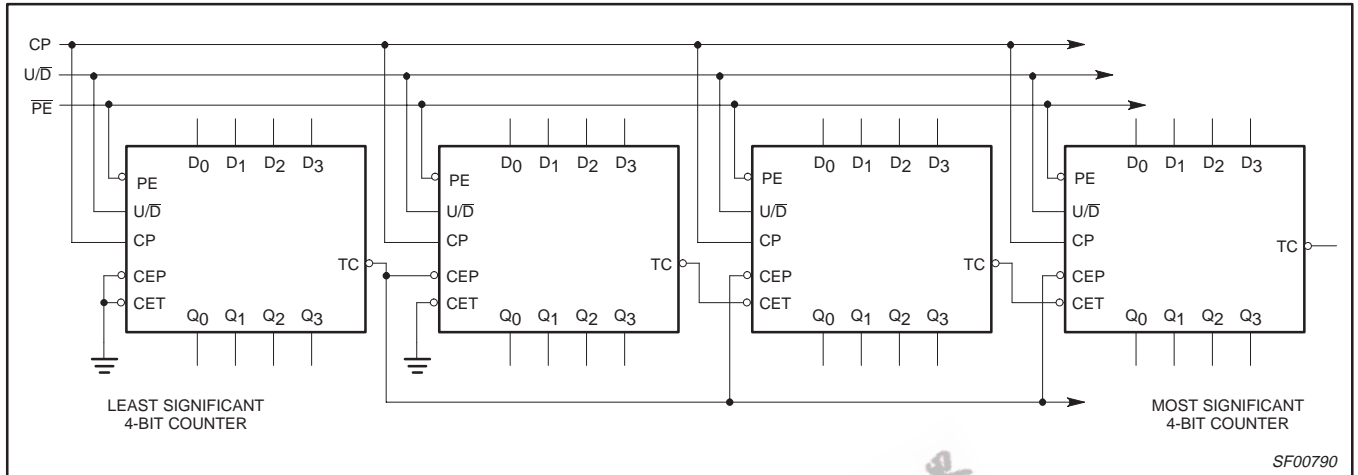 CP
U/D̅
P̅E̅
D0 D1 D2 D3
PE
U/D̅
CP
CEP
CET
TC
Q0 Q1 Q2 Q3
D0 D1 D2 D3
PE
U/D̅
CP
CEP
CET
TC
Q0 Q1 Q2 Q3
D0 D1 D2 D3
PE
U/D̅
CP
CEP
CET
TC
Q0 Q1 Q2 Q3
D0 D1 D2 D3
PE
U/D̅
CP
CEP
CET
TC
Q0 Q1 Q2 Q3
LEAST SIGNIFICANT
4-BIT COUNTER
MOST SIGNIFICANT
4-BIT COUNTER
SF00790